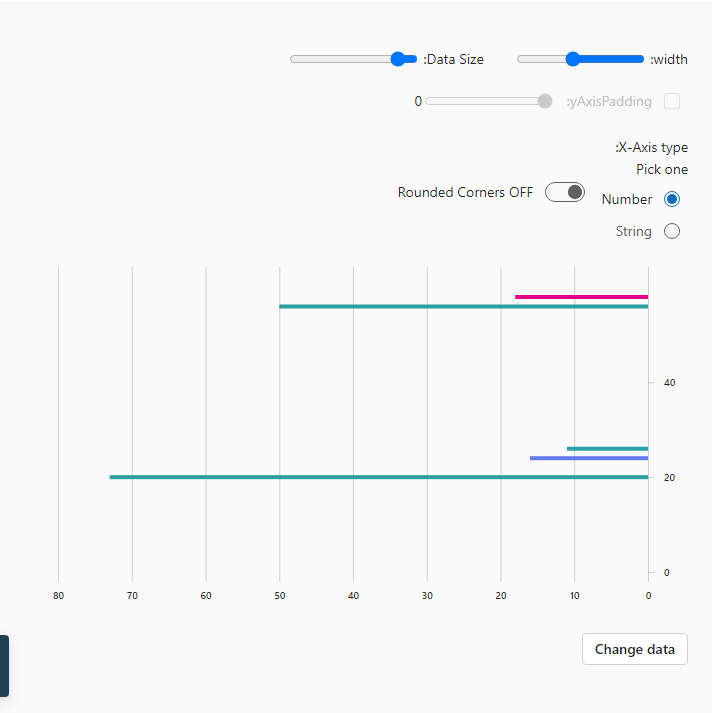 :width
:Data Size
:yAxisPadding
0
:X-Axis type
Pick one
Number
Rounded Corners OFF
String
40
20
0
80 70 60 50 40 30 20 10 0
Change data